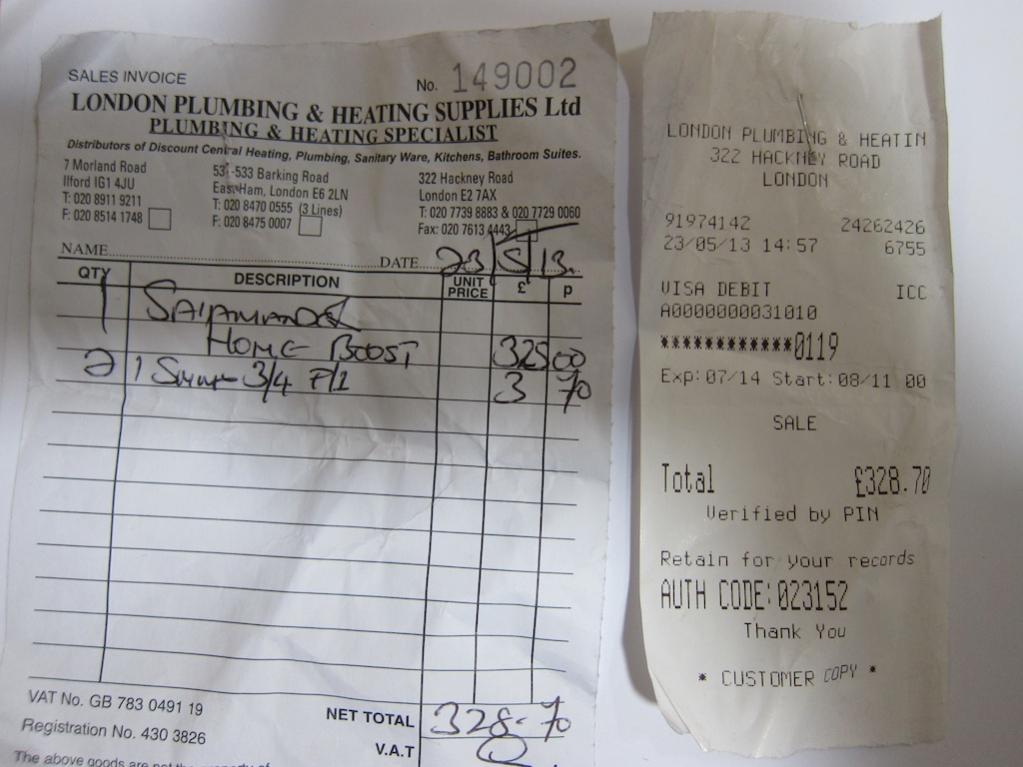 SALES INVOICE
No. 149002
LONDON PLUMBING & HEATING SUPPLIES Ltd
PLUMBING & HEATING SPECIALIST
Distributors of Discount Central Heating, Plumbing, Sanitary Ware, Kitchens, Bathroom Suites.
7 Morland Road
Ilford IG1 4JU
T: 020 8911 9211
F: 020 8514 1748
531-533 Barking Road
East Ham, London E6 2LN
T: 020 8470 0555 (3 Lines)
F: 020 8475 0007
322 Hackney Road
London E2 7AX
T: 020 7739 8883 & 020 7729 0060
Fax: 020 7613 4443
NAME DATE 23/5/13.
QTY DESCRIPTION UNIT PRICE £ p
1 SAlAMANDER
HOME BOOST 325 00
2 3/4 3 70
NET TOTAL 328-70
V.A.T 0
VAT No. GB 783 0491 19
Registration No. 430 3826
The above goods are not the property of
LONDON PLUMBING & HEATIN
322 HACKNEY ROAD
LONDON
91974142 24262426
23/05/13 14:57 6755
VISA DEBIT ICC
A0000000031010
************0119
Exp:07/14 Start:08/11 00
SALE
Total £328.70
Verified by PIN
Retain for your records
AUTH CODE:023152
Thank You
* CUSTOMER COPY *